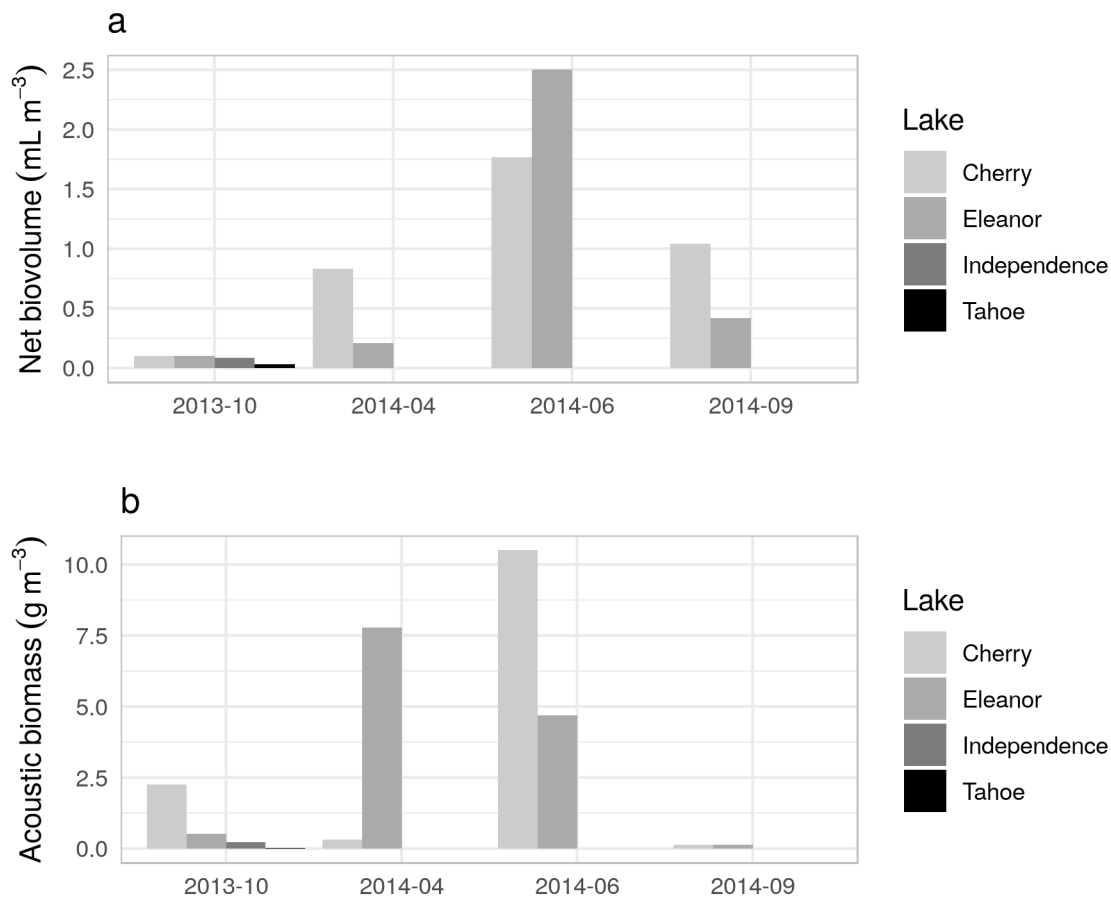 a
Net biovolume (mL m⁻³)
2.5
2.0
1.5
1.0
0.5
0.0
2013-10 2014-04 2014-06 2014-09
Lake
Cherry
Eleanor
Independence
Tahoe
b
Acoustic biomass (g m⁻³)
10.0
7.5
5.0
2.5
0.0
2013-10 2014-04 2014-06 2014-09
Lake
Cherry
Eleanor
Independence
Tahoe